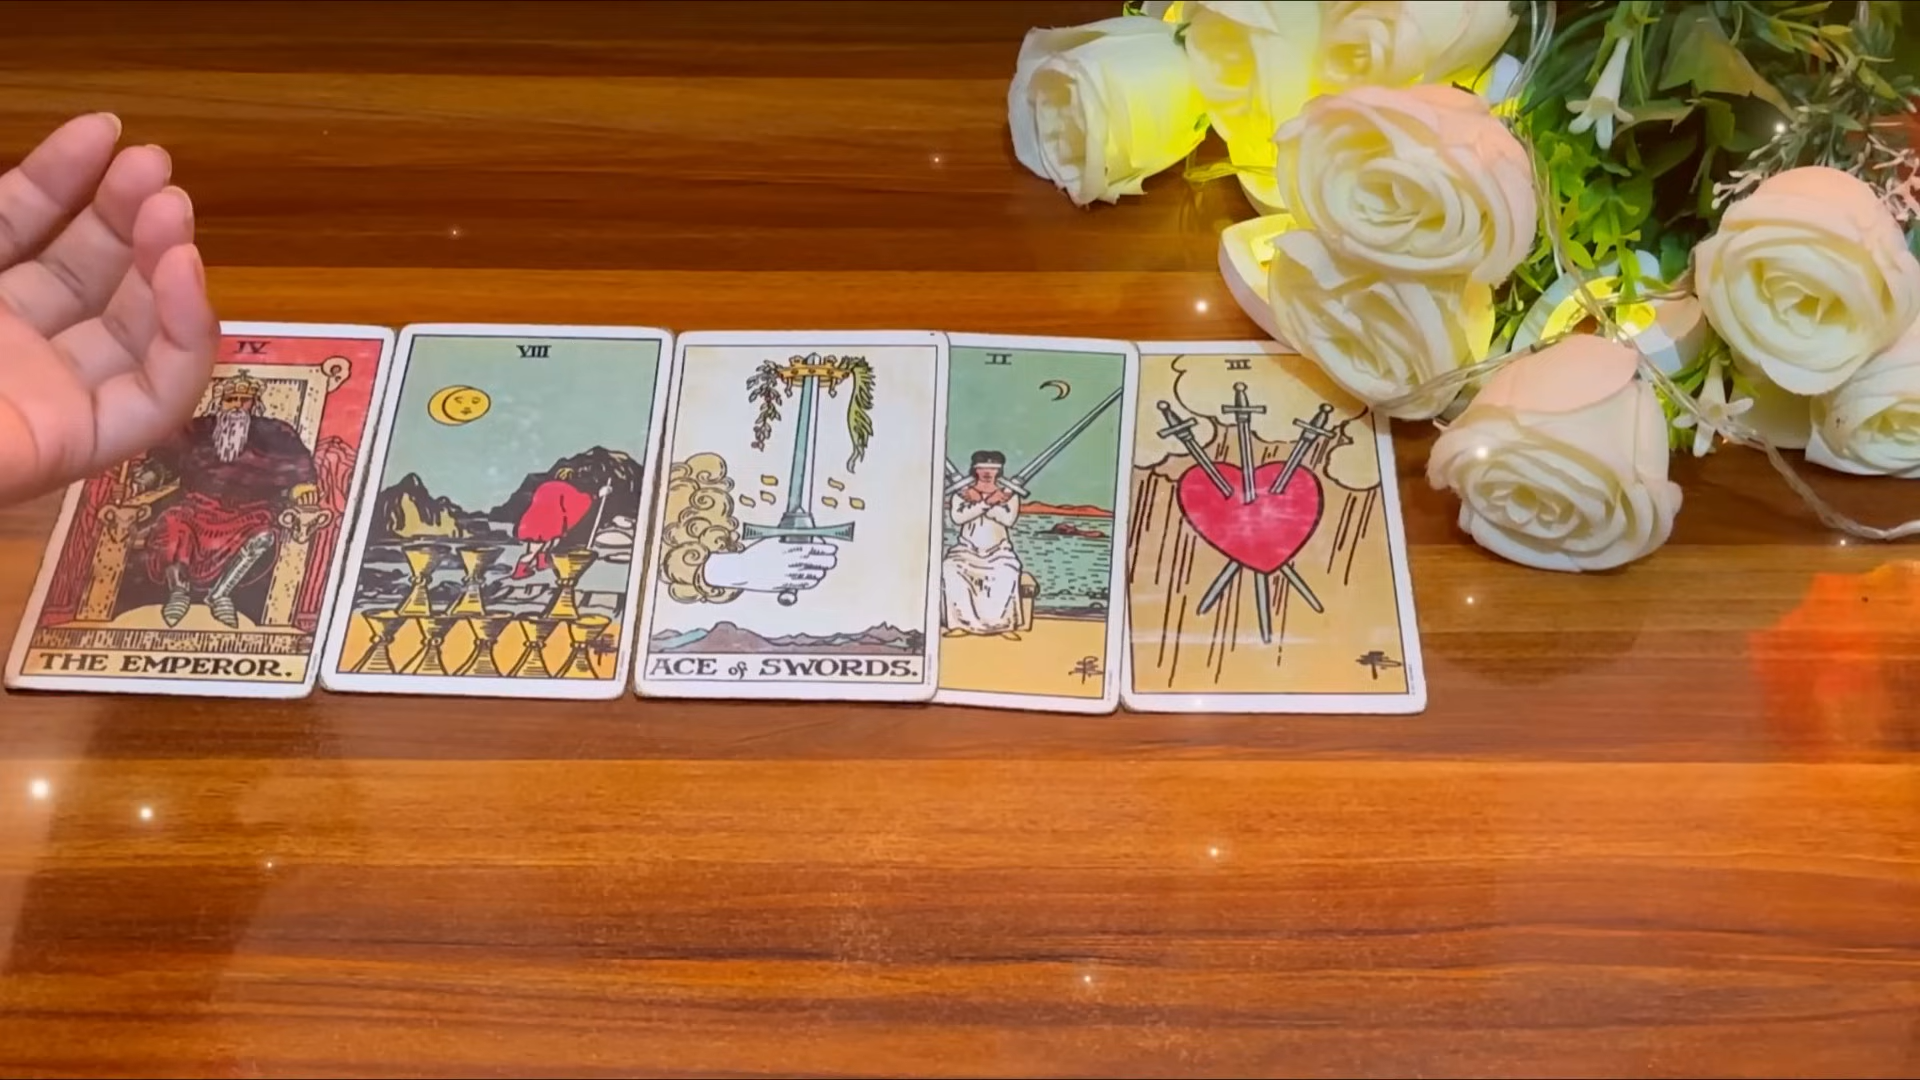 IV
THE EMPEROR.
VIII
ACE of SWORDS.
II
III